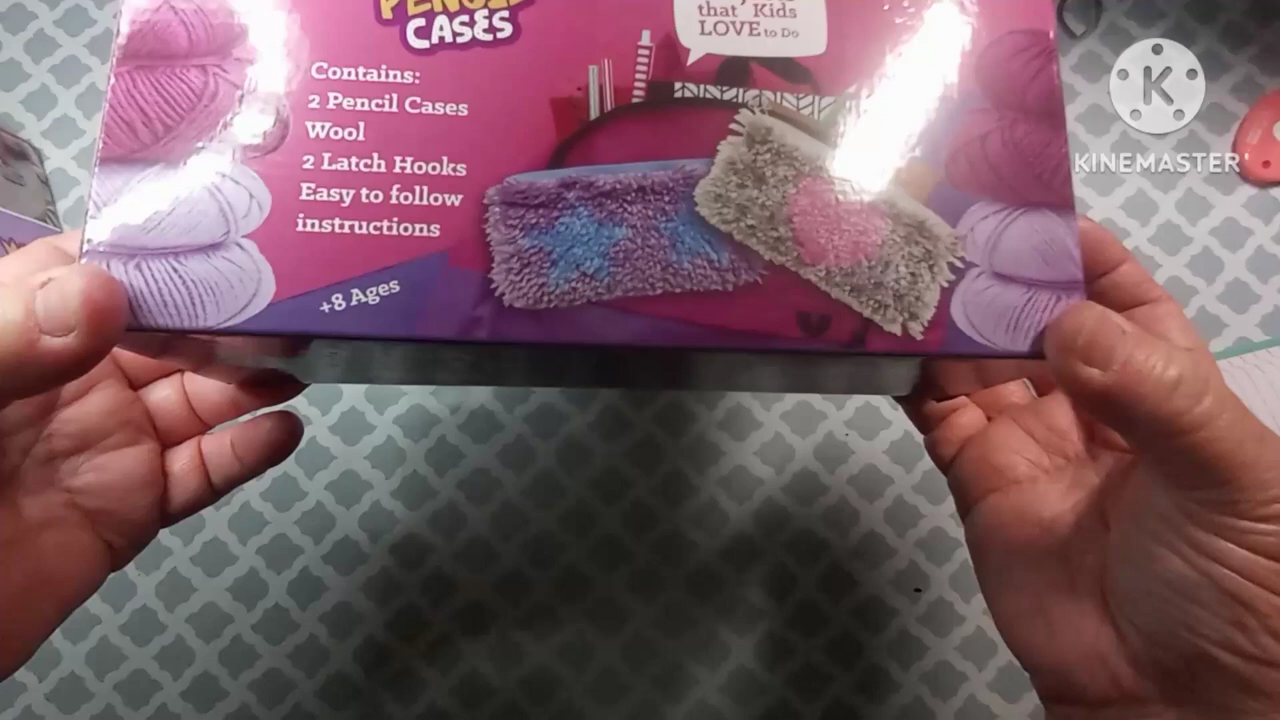 PENCIL
CASES
that Kids
LOVE to Do
Contains:
2 Pencil Cases
Wool
2 Latch Hooks
Easy to follow
instructions
+8 Ages
K
KINEMASTER